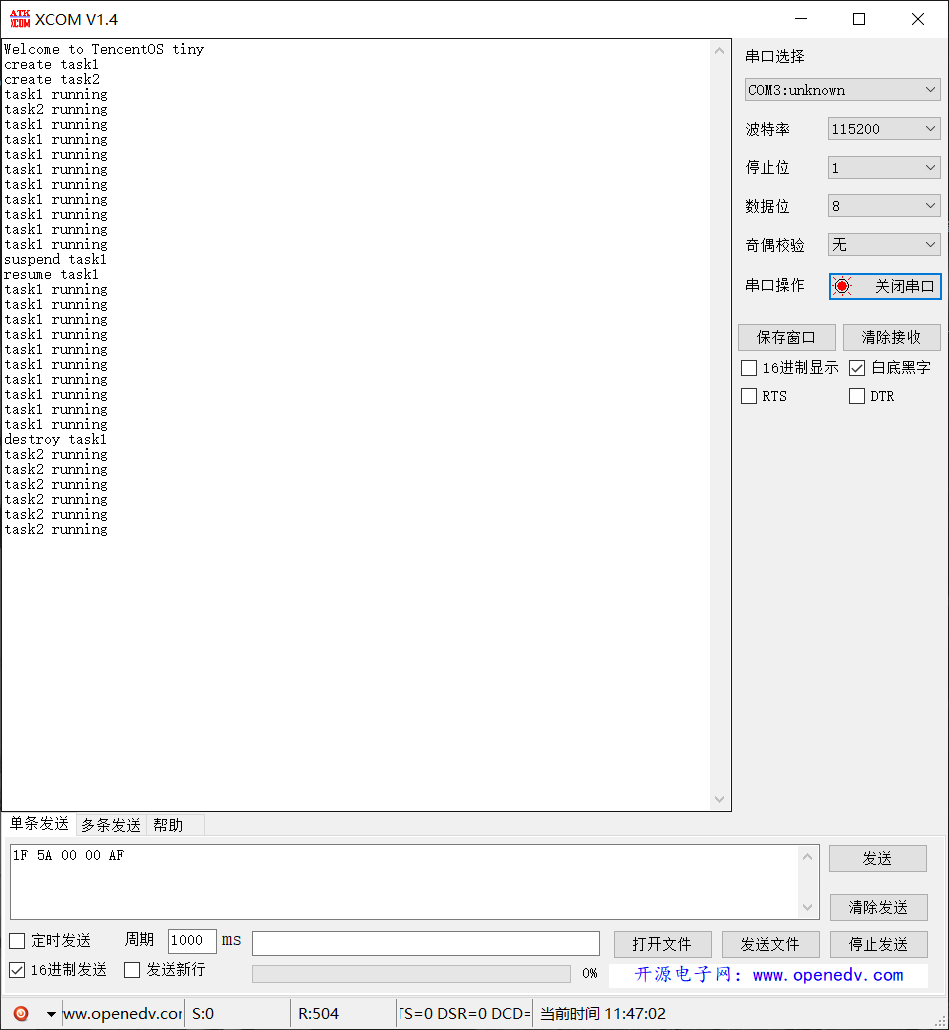 ATK XCOM XCOM V1.4
Welcome to TencentOS tiny
create task1
create task2
task1 running
task2 running
task1 running
task1 running
task1 running
task1 running
task1 running
task1 running
task1 running
task1 running
task1 running
suspend task1
resume task1
task1 running
task1 running
task1 running
task1 running
task1 running
task1 running
task1 running
task1 running
task1 running
task1 running
destroy task1
task2 running
task2 running
task2 running
task2 running
task2 running
task2 running
串口选择
COM3:unknown
波特率 115200
停止位 1
数据位 8
奇偶校验 无
串口操作 关闭串口
保存窗口 清除接收
16进制显示 白底黑字
RTS DTR
单条发送 多条发送 帮助
1F 5A 00 00 AF
发送
清除发送
定时发送 周期 1000 ms 打开文件 发送文件 停止发送
16进制发送 发送新行 0% 开源电子网：www.openedv.com
ww.openedv.com S:0 R:504 TS=0 DSR=0 DCD= 当前时间 11:47:02